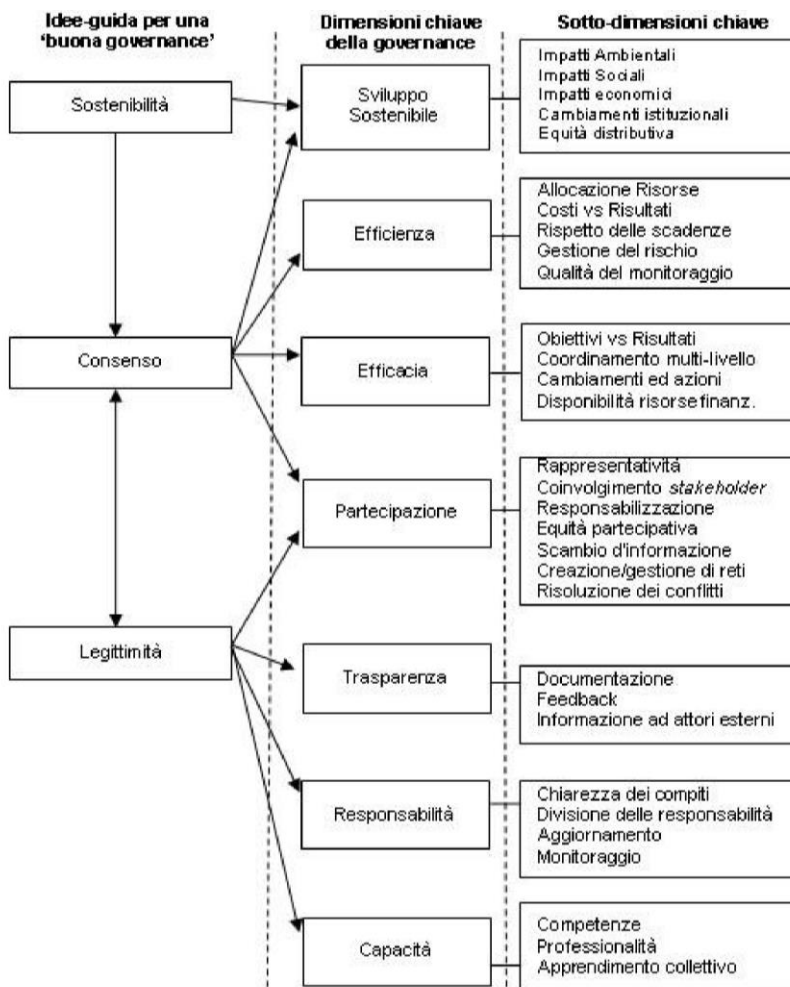 Idee-guida per una
'buona governance'
Dimensioni chiave
della governance
Sotto-dimensioni chiave
Sostenibilità
Sviluppo
Sostenibile
Impatti Ambientali
Impatti Sociali
Impatti economici
Cambiamenti istituzionali
Equità distributiva
Efficienza
Allocazione Risorse
Costi vs Risultati
Rispetto delle scadenze
Gestione del rischio
Qualità del monitoraggio
Consenso
Efficacia
Obiettivi vs Risultati
Coordinamento multi-livello
Cambiamenti ed azioni
Disponibilità risorse finanz.
Partecipazione
Rappresentatività
Coinvolgimento stakeholder
Responsabilizzazione
Equità partecipativa
Scambio d'informazione
Creazione/gestione di reti
Risoluzione dei conflitti
Legittimità
Trasparenza
Documentazione
Feedback
Informazione ad attori esterni
Responsabilità
Chiarezza dei compiti
Divisione delle responsabilità
Aggiornamento
Monitoraggio
Capacità
Competenze
Professionalità
Apprendimento collettivo